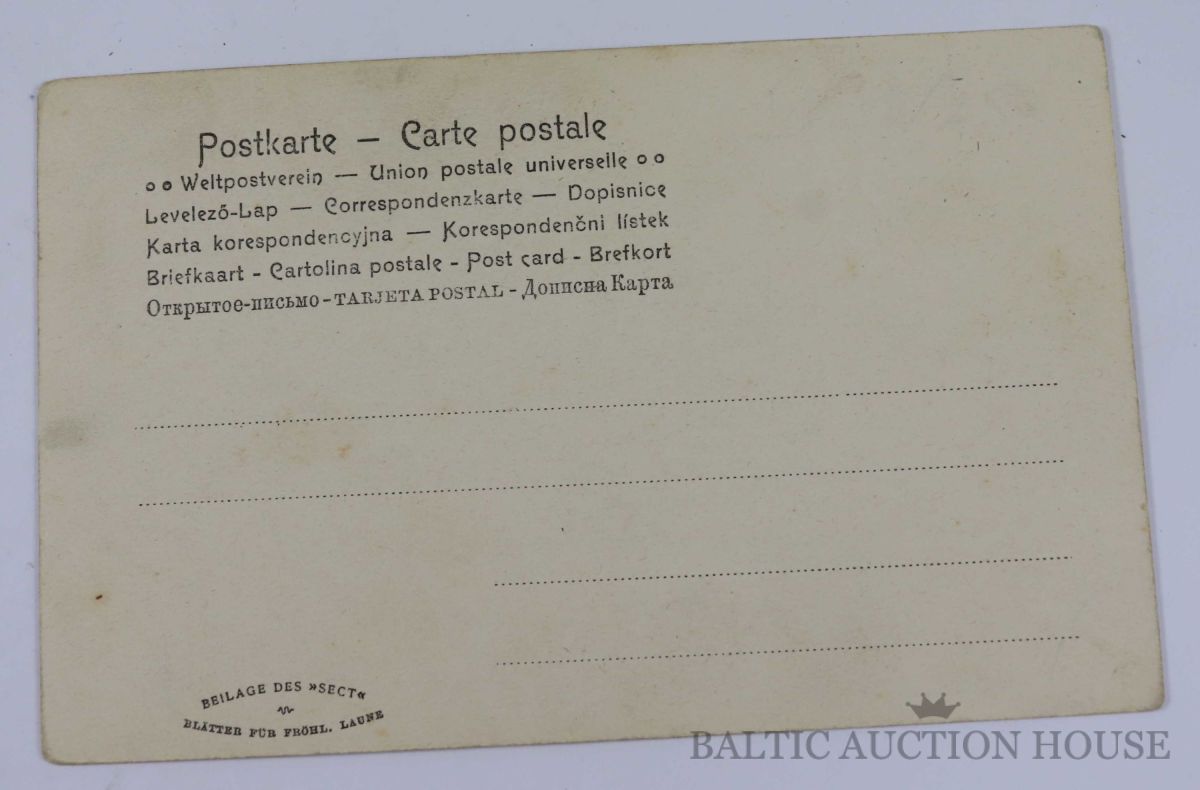 Postkarte – Carte postale
∘∘ Weltpostverein — Union postale universelle ∘∘
Levelező-Lap — Correspondenzkarte — Dopisnice
Karta korespondencyjna — Korespondenční lístek
Briefkaart - Cartolina postale - Post card - Brefkort
Открытое-письмо - TARJETA POSTAL - Дописна Карта
BEILAGE DES »SECT«
BLÄTTER FÜR FRÖHL. LAUNE
BALTIC AUCTION HOUSE